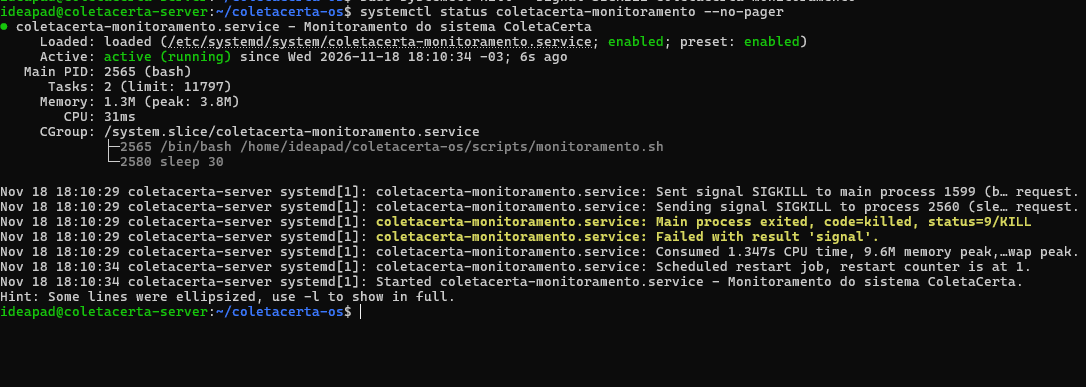 ideapad@coletacerta-server:~/coletacerta-os$ systemctl status coletacerta-monitoramento --no-pager
● coletacerta-monitoramento.service - Monitoramento do sistema ColetaCerta
     Loaded: loaded (/etc/systemd/system/coletacerta-monitoramento.service; enabled; preset: enabled)
     Active: active (running) since Wed 2026-11-18 18:10:34 -03; 6s ago
   Main PID: 2565 (bash)
      Tasks: 2 (limit: 11797)
     Memory: 1.3M (peak: 3.8M)
        CPU: 31ms
     CGroup: /system.slice/coletacerta-monitoramento.service
             ├─2565 /bin/bash /home/ideapad/coletacerta-os/scripts/monitoramento.sh
             └─2580 sleep 30
Nov 18 18:10:29 coletacerta-server systemd[1]: coletacerta-monitoramento.service: Sent signal SIGKILL to main process 1599 (b… request.
Nov 18 18:10:29 coletacerta-server systemd[1]: coletacerta-monitoramento.service: Sending signal SIGKILL to process 2560 (sle… request.
Nov 18 18:10:29 coletacerta-server systemd[1]: coletacerta-monitoramento.service: Main process exited, code=killed, status=9/KILL
Nov 18 18:10:29 coletacerta-server systemd[1]: coletacerta-monitoramento.service: Failed with result 'signal'.
Nov 18 18:10:29 coletacerta-server systemd[1]: coletacerta-monitoramento.service: Consumed 1.347s CPU time, 9.6M memory peak,…wap peak.
Nov 18 18:10:34 coletacerta-server systemd[1]: coletacerta-monitoramento.service: Scheduled restart job, restart counter is at 1.
Nov 18 18:10:34 coletacerta-server systemd[1]: Started coletacerta-monitoramento.service - Monitoramento do sistema ColetaCerta.
Hint: Some lines were ellipsized, use -l to show in full.
ideapad@coletacerta-server:~/coletacerta-os$